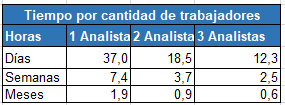 Tiempo por cantidad de trabajadores
Horas 1 Analista 2 Analista 3 Analistas
Días 37,0 18,5 12,3
Semanas 7,4 3,7 2,5
Meses 1,9 0,9 0,6